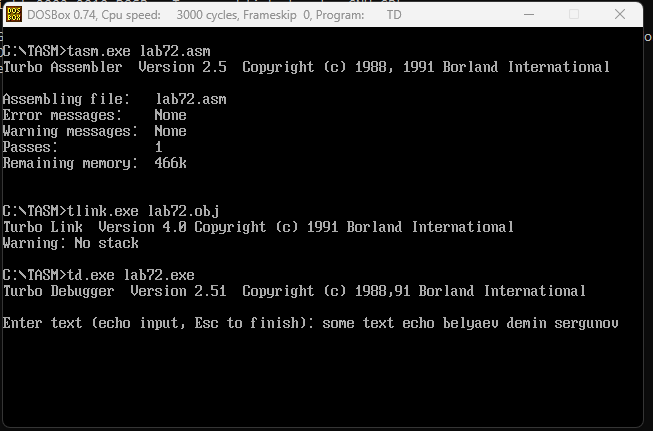 DOSBox 0.74, Cpu speed: 3000 cycles, Frameskip 0, Program: TD
C:\TASM>tasm.exe lab72.asm
Turbo Assembler Version 2.5 Copyright (c) 1988, 1991 Borland International
Assembling file: lab72.asm
Error messages: None
Warning messages: None
Passes: 1
Remaining memory: 466k
C:\TASM>tlink.exe lab72.obj
Turbo Link Version 4.0 Copyright (c) 1991 Borland International
Warning: No stack
C:\TASM>td.exe lab72.exe
Turbo Debugger Version 2.51 Copyright (c) 1988,91 Borland International
Enter text (echo input, Esc to finish): some text echo belyaev demin sergunov